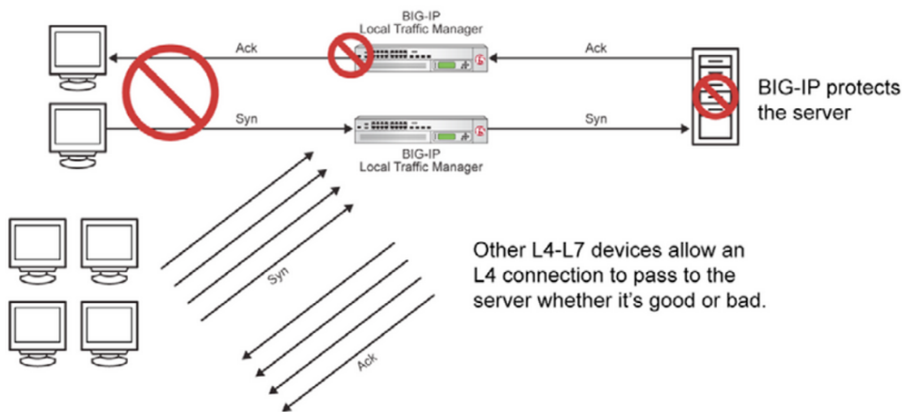 BIG-IP
Local Traffic Manager
Ack
Ack
BIG-IP protects
the server
Syn
Syn
BIG-IP
Local Traffic Manager
Syn
Other L4-L7 devices allow an
L4 connection to pass to the
server whether it's good or bad.
Ack